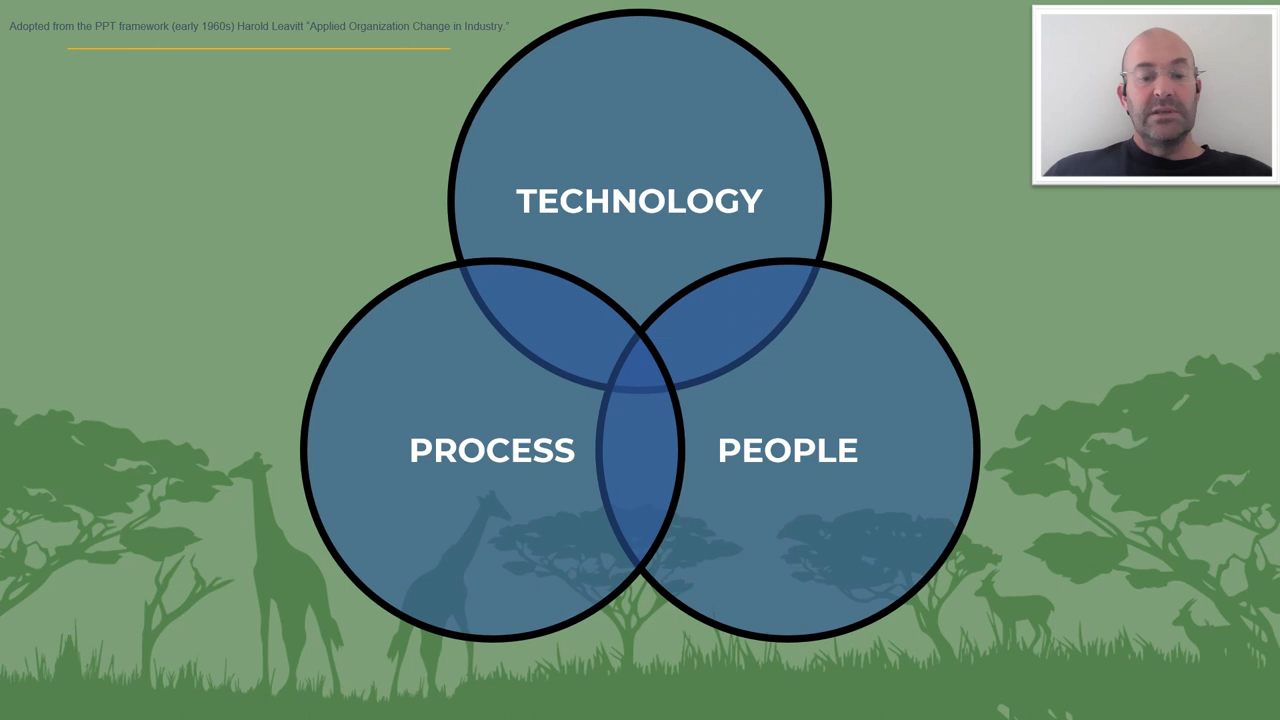 Adopted from the PPT framework (early 1960s) Harold Leavitt “Applied Organization Change in Industry.”
TECHNOLOGY
PROCESS
PEOPLE